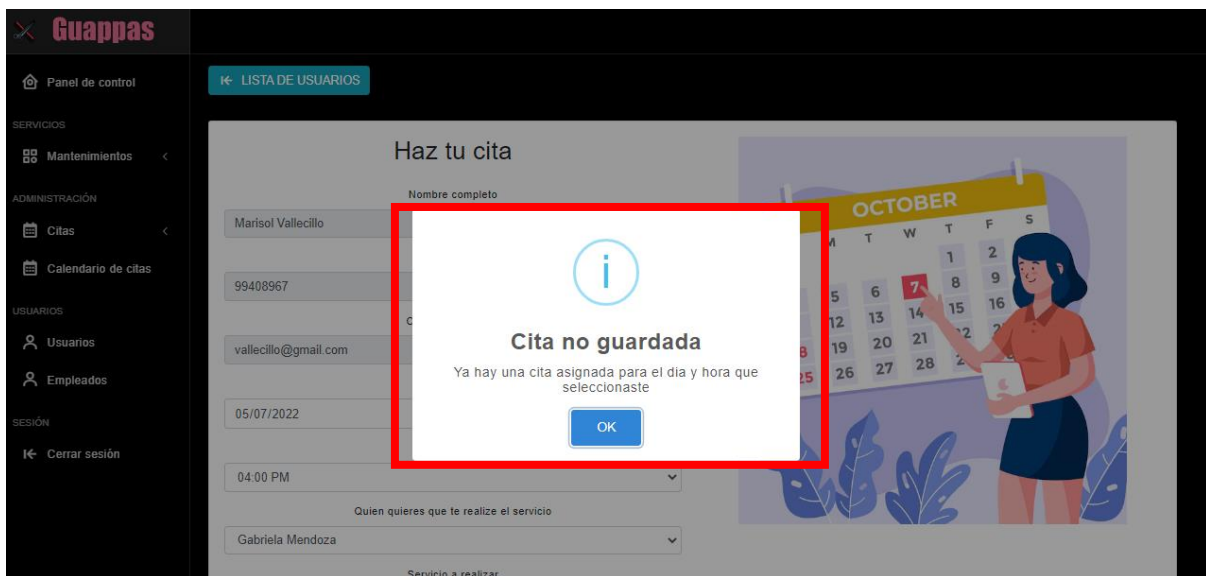 Guappas
Panel de control
LISTA DE USUARIOS
SERVICIOS
Mantenimientos
ADMINISTRACIÓN
Citas
Calendario de citas
USUARIOS
Usuarios
Empleados
SESIÓN
Cerrar sesión
Haz tu cita
Nombre completo
Marisol Vallecillo
99408967
vallecillo@gmail.com
05/07/2022
04:00 PM
Quien quieres que te realize el servicio
Gabriela Mendoza
Servicio a realizar
Cita no guardada
Ya hay una cita asignada para el dia y hora que
seleccionaste
OK
OCTOBER
M T W T F S
1 2
5 6 7 8 9
12 13 14 15 16
19 20 21
25 26 27 28